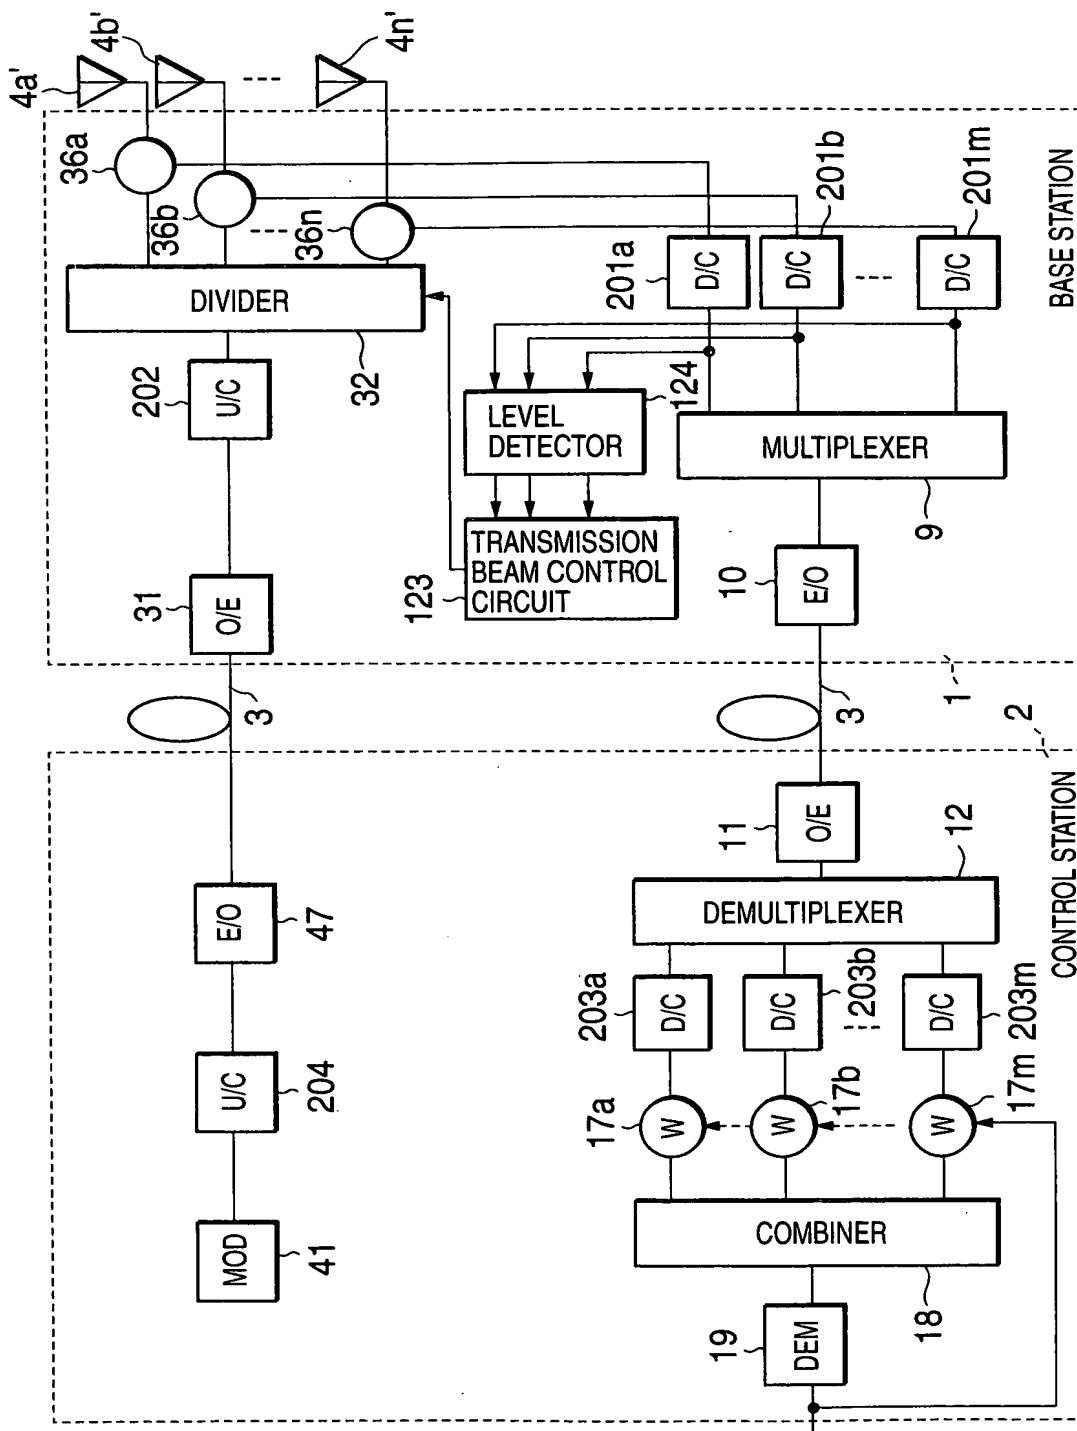 4a'
4b'
4n'
36a
36b
36n
DIVIDER
32
202
U/C
31
O/E
LEVEL
DETECTOR
124
TRANSMISSION
BEAM CONTROL
CIRCUIT
123
201a
D/C
201b
D/C
201m
D/C
MULTIPLEXER
9
10
E/O
BASE STATION
1
3
3
2
CONTROL STATION
E/O
47
U/C
204
MOD
41
11
O/E
12
DEMULTIPLEXER
203a
D/C
203b
D/C
203m
D/C
17a
W
17b
W
17m
W
COMBINER
18
19
DEM